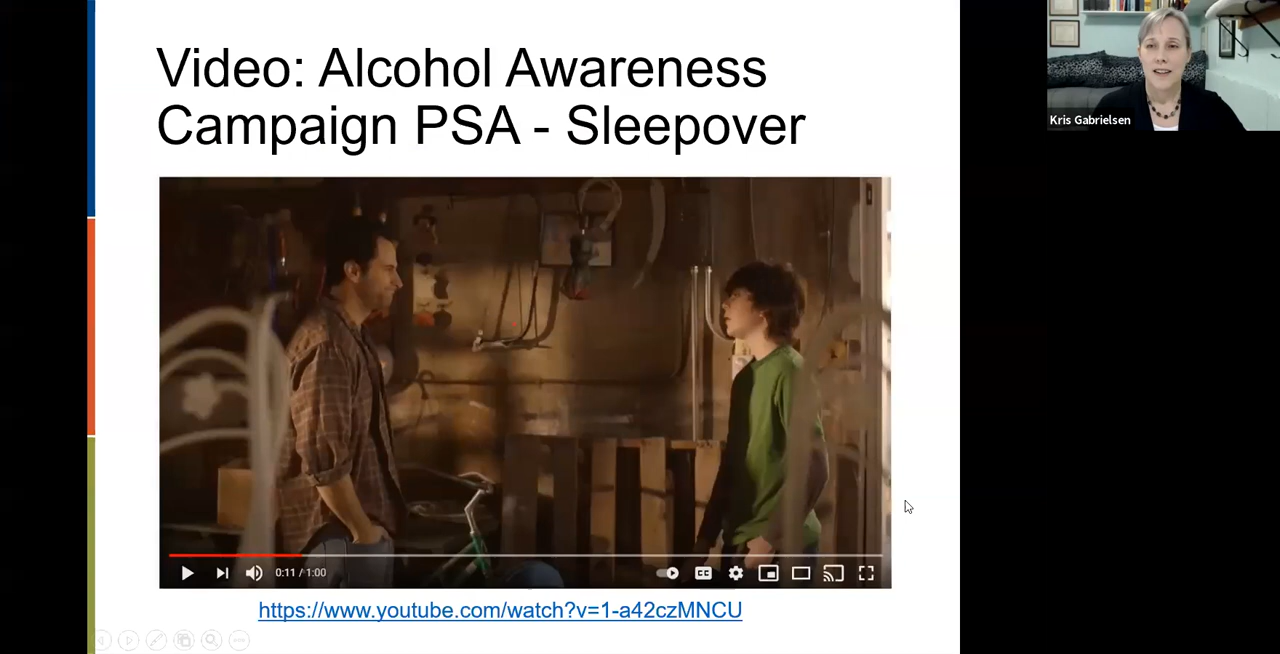 Video: Alcohol Awareness
Campaign PSA - Sleepover
Kris Gabrielsen
0:11 / 1:00
CC
https://www.youtube.com/watch?v=1-a42czMNCU